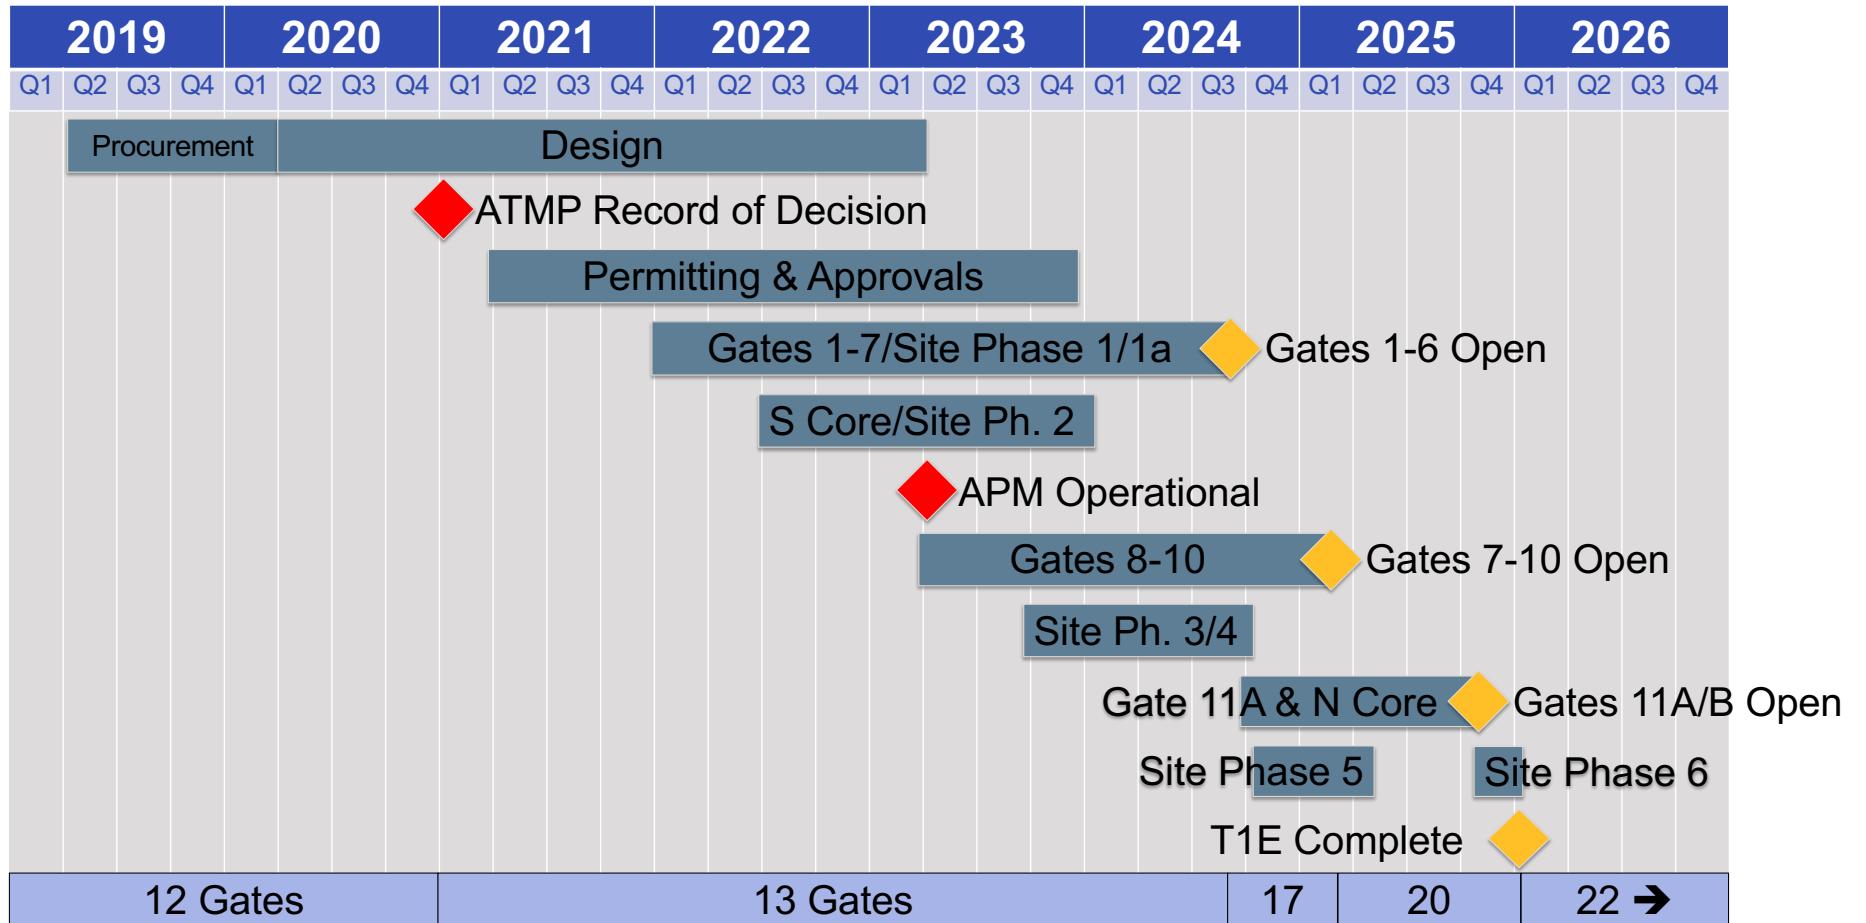 2019 2020 2021 2022 2023 2024 2025 2026
Q1 Q2 Q3 Q4 Q1 Q2 Q3 Q4 Q1 Q2 Q3 Q4 Q1 Q2 Q3 Q4 Q1 Q2 Q3 Q4 Q1 Q2 Q3 Q4 Q1 Q2 Q3 Q4 Q1 Q2 Q3 Q4
Procurement Design
ATMP Record of Decision
Permitting & Approvals
Gates 1-7/Site Phase 1/1a Gates 1-6 Open
S Core/Site Ph. 2
APM Operational
Gates 8-10 Gates 7-10 Open
Site Ph. 3/4
Gate 11A & N Core Gates 11A/B Open
Site Phase 5 Site Phase 6
T1E Complete
12 Gates 13 Gates 17 20 22 ➔